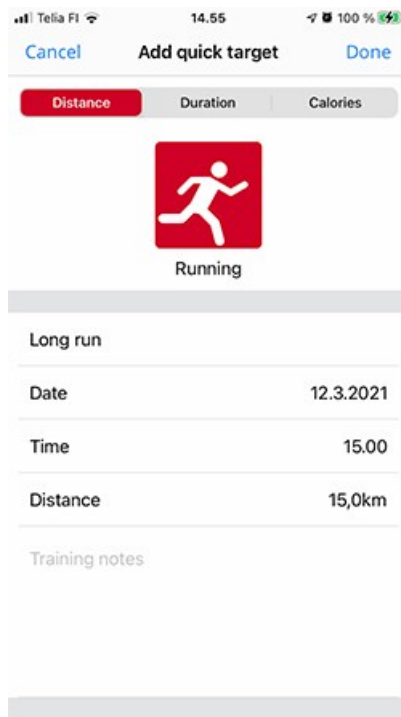 Telia FI 14.55 100 %
Cancel Add quick target Done
Distance Duration Calories
Running
Long run
Date 12.3.2021
Time 15.00
Distance 15,0km
Training notes